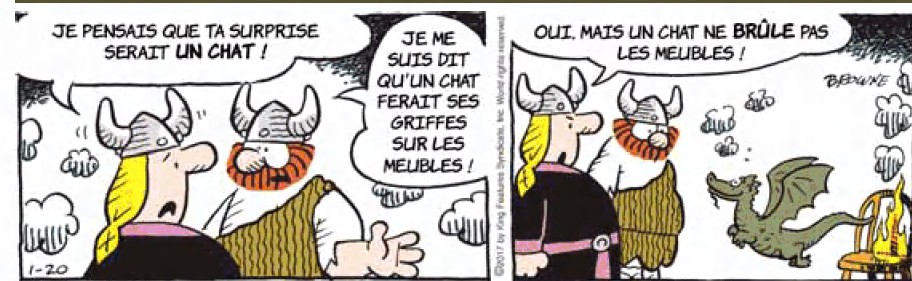 JE PENSAIS QUE TA SURPRISE
SERAIT UN CHAT !
JE ME
SUIS DIT
QU'UN CHAT
FERAIT SES
GRIFFES
SUR LES
MEUBLES !
1-20
©2017 by King Features Syndicate, Inc. World rights reserved.
OUI, MAIS UN CHAT NE BRÛLE PAS
LES MEUBLES !
BROWNE